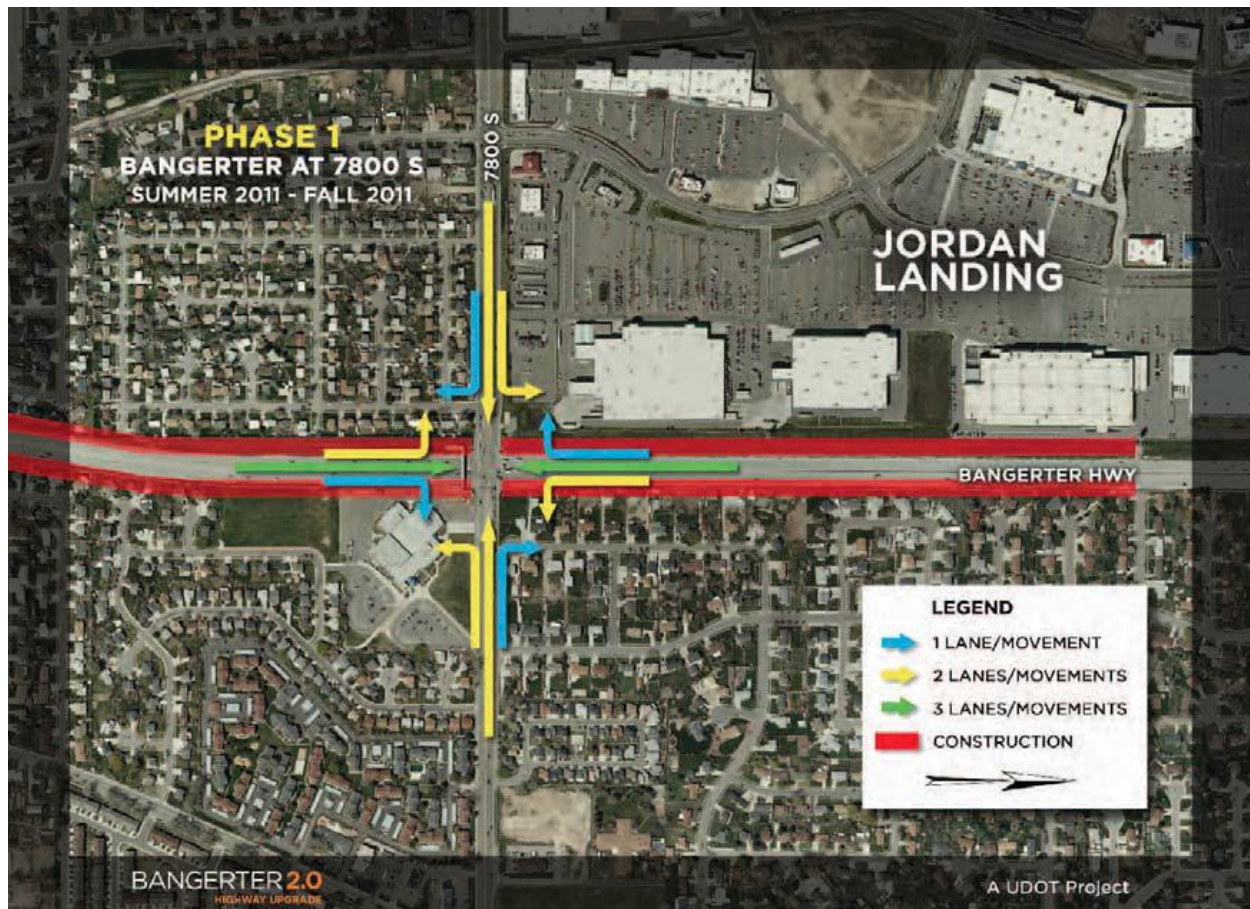 PHASE 1
BANGERTER AT 7800 S
SUMMER 2011 - FALL 2011
7800 S
JORDAN
LANDING
BANGERTER HWY
LEGEND
1 LANE/MOVEMENT
2 LANES/MOVEMENTS
3 LANES/MOVEMENTS
CONSTRUCTION
BANGERTER 2.0
HIGHWAY UPGRADE
A UDOT Project